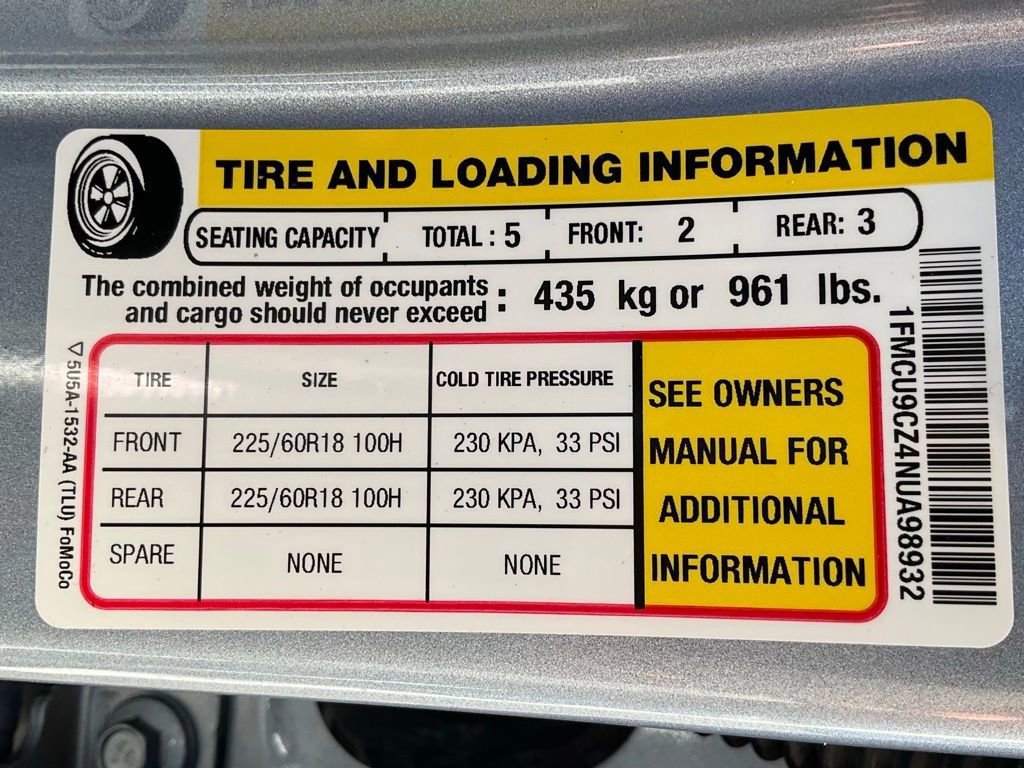 TIRE AND LOADING INFORMATION
SEATING CAPACITY TOTAL : 5 FRONT: 2 REAR: 3
The combined weight of occupants
and cargo should never exceed : 435 kg or 961 lbs.
TIRE SIZE COLD TIRE PRESSURE
FRONT 225/60R18 100H 230 KPA, 33 PSI
REAR 225/60R18 100H 230 KPA, 33 PSI
SPARE NONE NONE
SEE OWNERS
MANUAL FOR
ADDITIONAL
INFORMATION
5U5A-1532-AA (TLU) FoMoCo
1FMCU9CZ4NUA98932